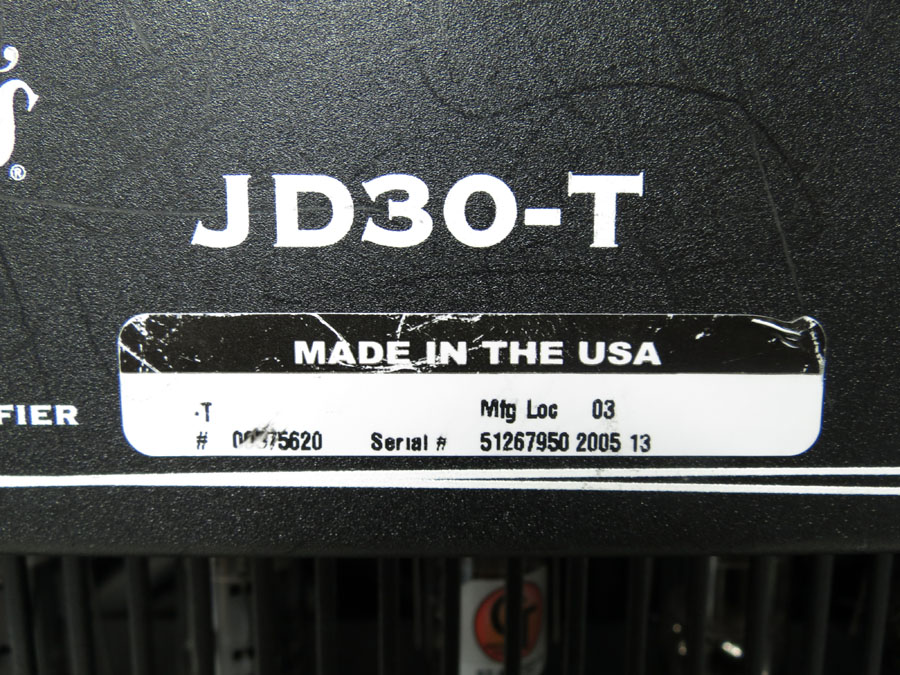 's®
JD30-T
MADE IN THE USA
FIER
-T Mfg Loc 03
# Serial # 51267950 2005 13